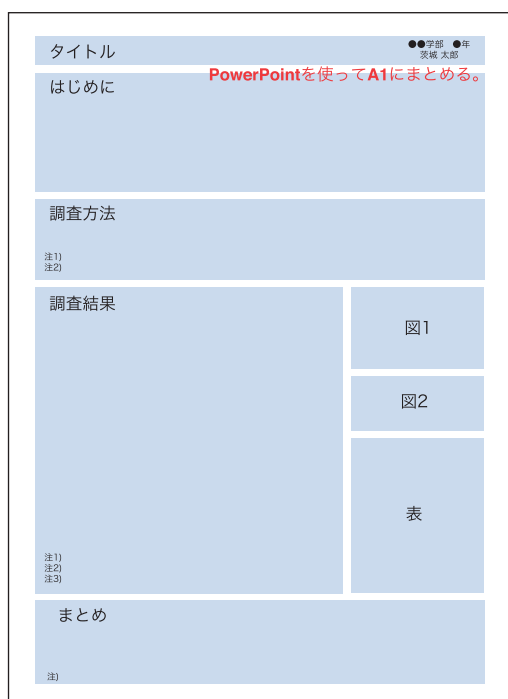 タイトル
●●学部　●年
茨城 太郎
PowerPointを使ってA1にまとめる。
はじめに
調査方法
注1)
注2)
調査結果
図1
図2
表
注1)
注2)
注3)
まとめ
注)